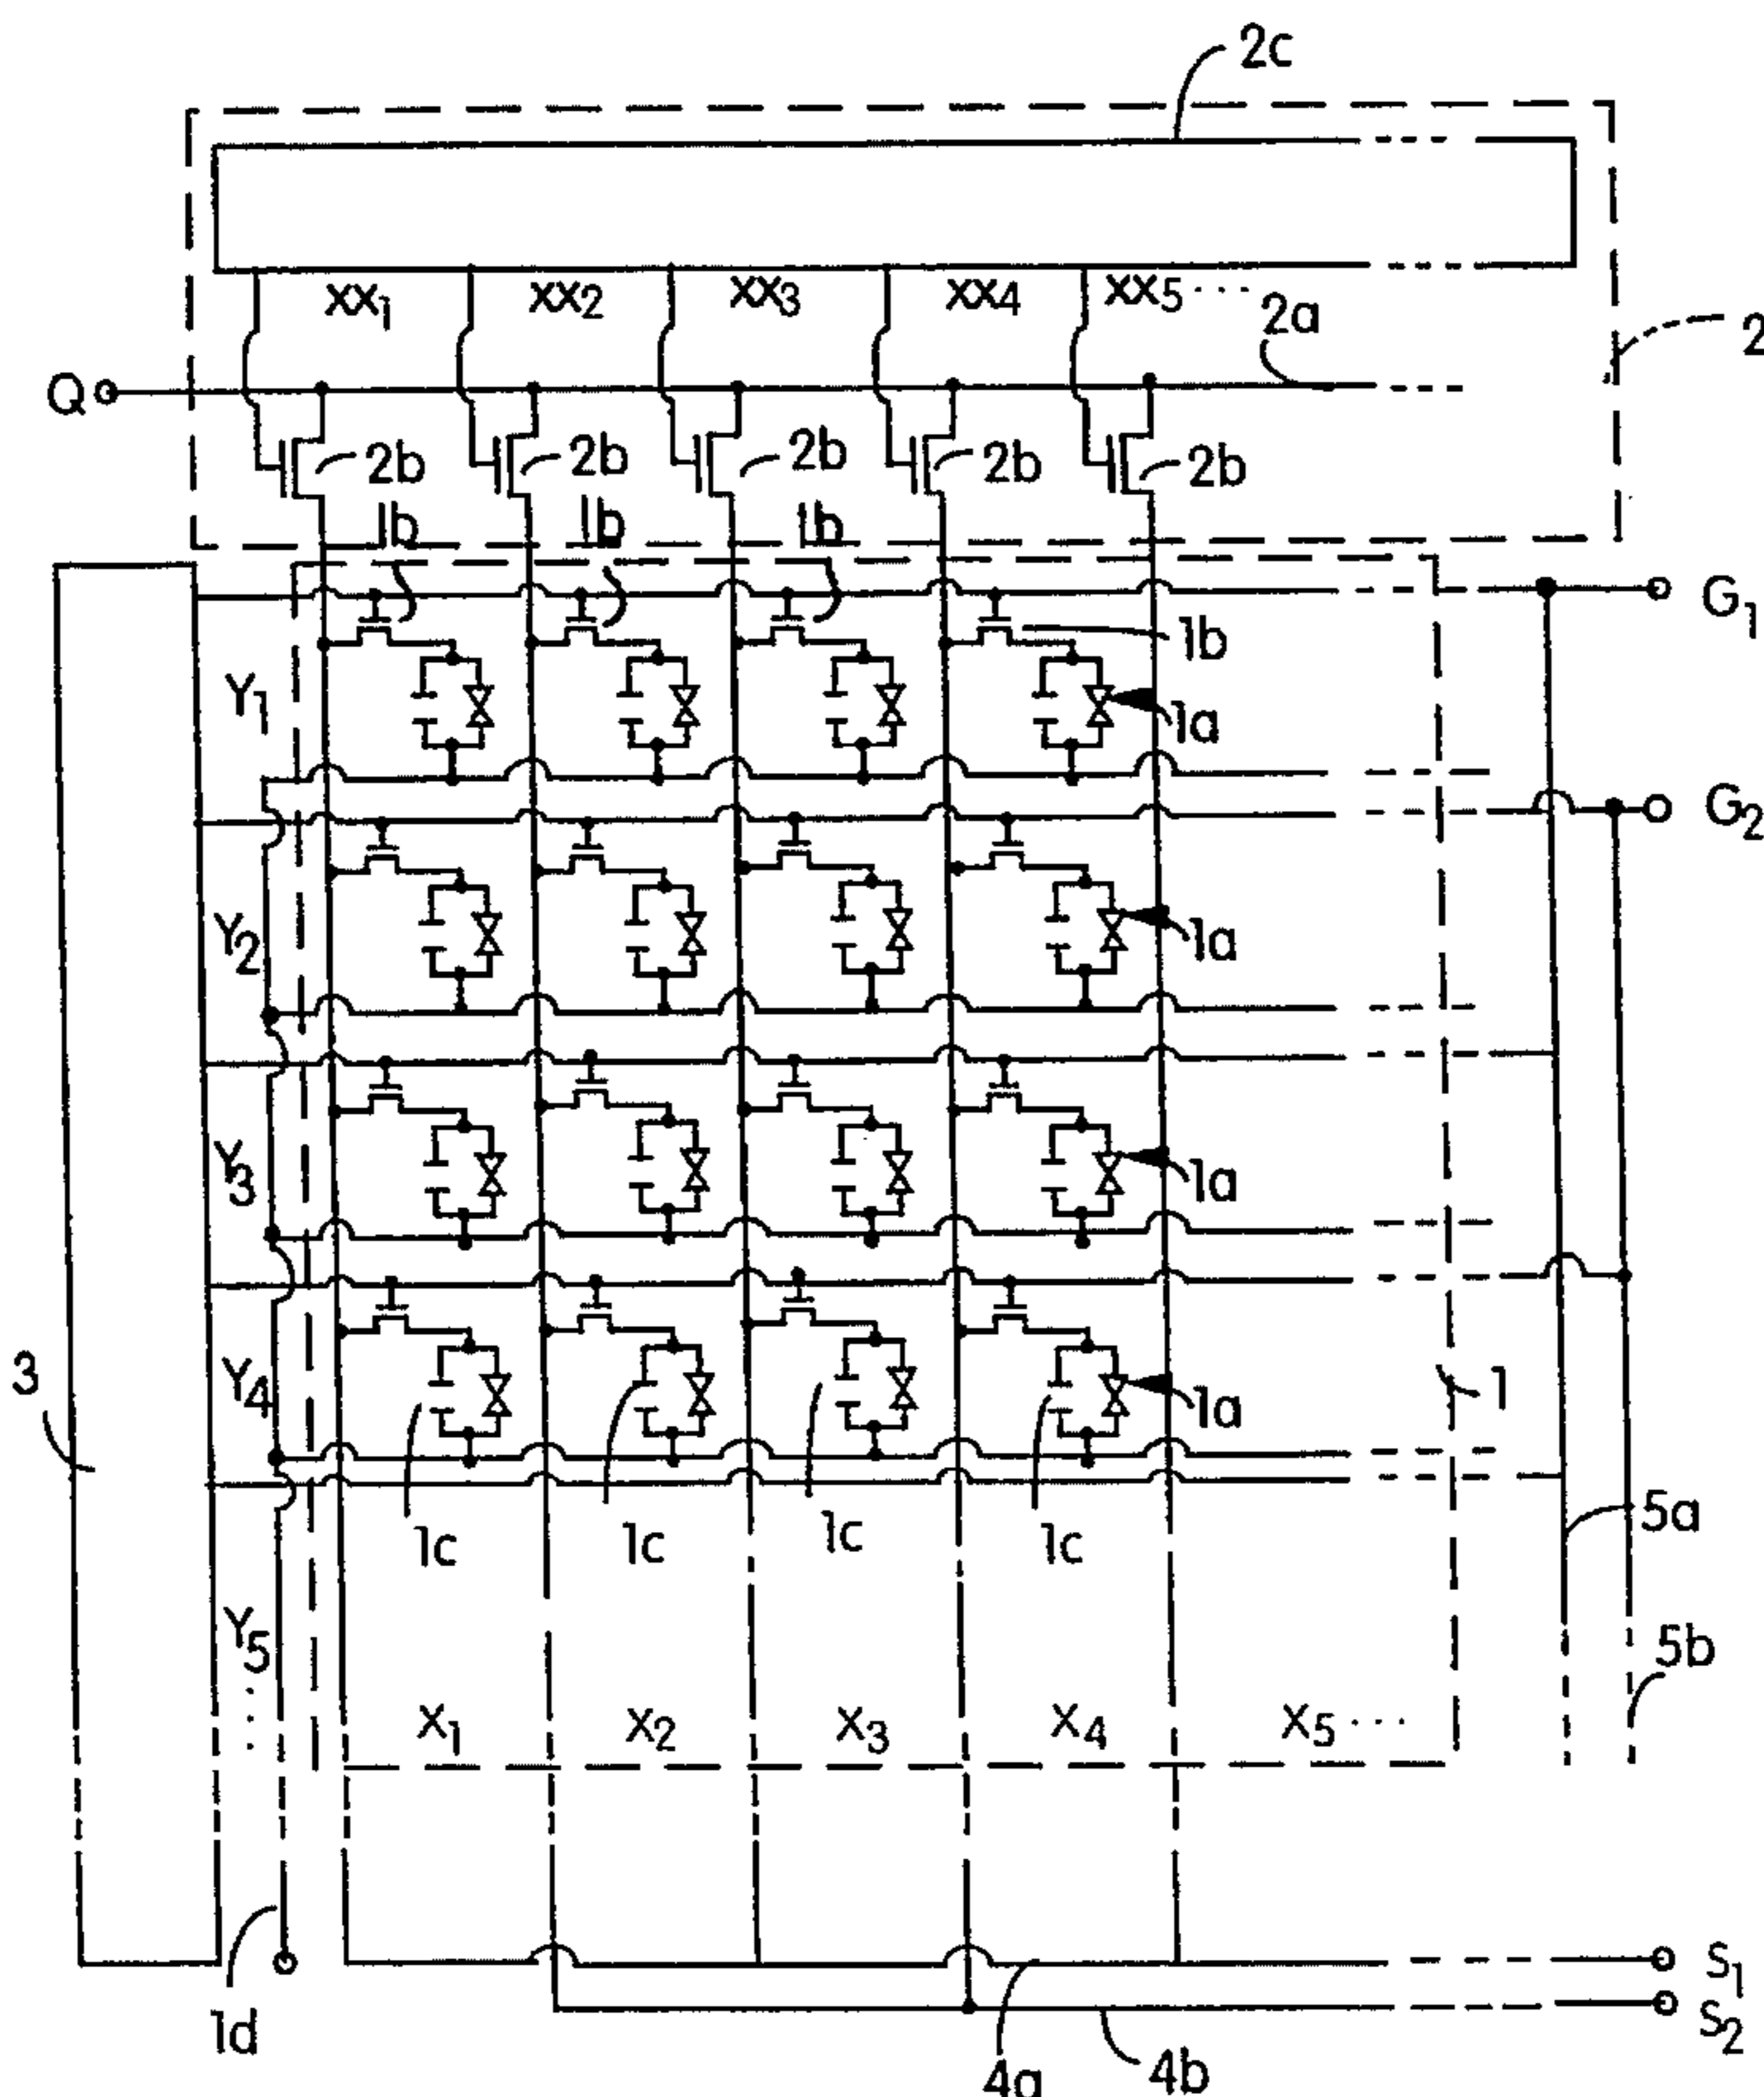 2c
XX1 XX2 XX3 XX4 XX5 ...
2a
2
Q
2b 2b 2b 2b 2b
1b 1b 1b
G1
1b
Y1
1a
G2
Y2
1a
Y3
1a
3
Y4
1a
1
1c 1c 1c 1c
5a
Y5
5b
X1 X2 X3 X4 X5 ...
S1
1d
S2
4a 4b